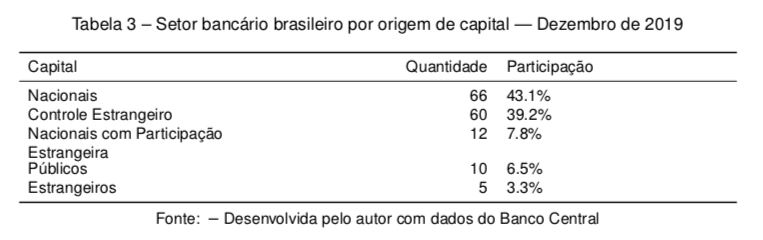 Tabela 3 – Setor bancário brasileiro por origem de capital — Dezembro de 2019
Capital Quantidade Participação
Nacionais 66 43.1%
Controle Estrangeiro 60 39.2%
Nacionais com Participação 12 7.8%
Estrangeira
Públicos 10 6.5%
Estrangeiros 5 3.3%
Fonte: – Desenvolvida pelo autor com dados do Banco Central